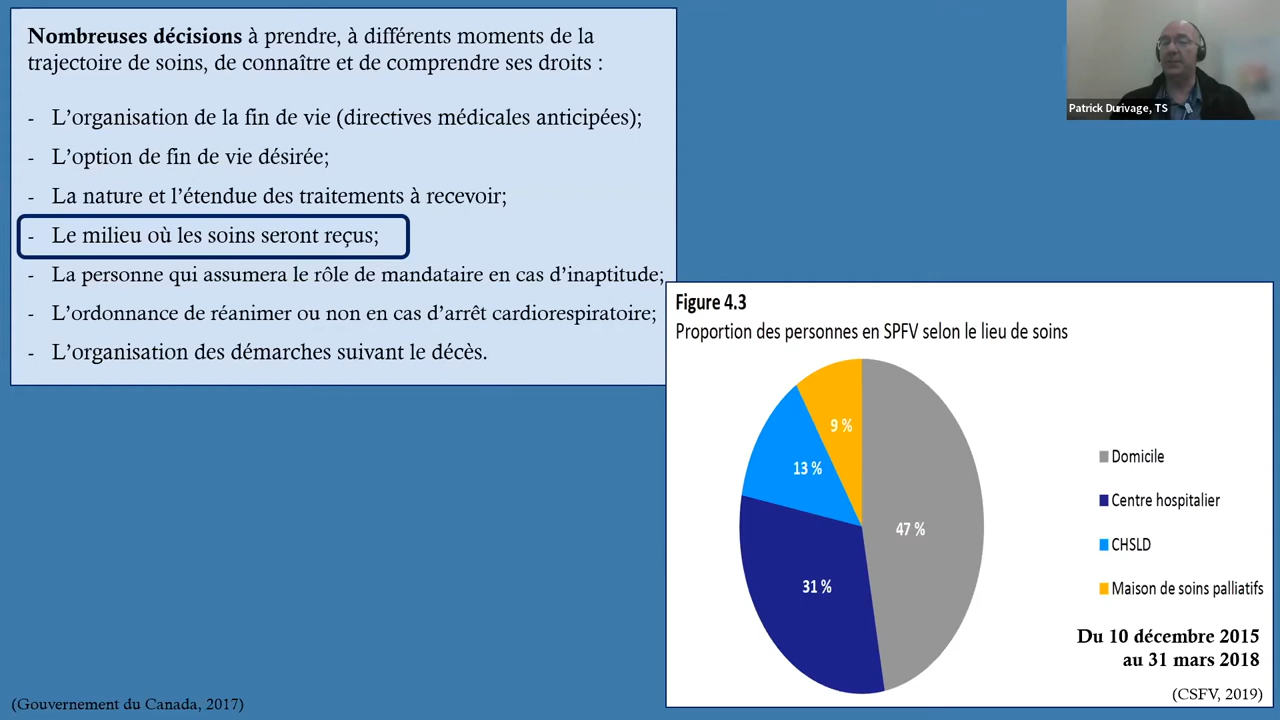 Nombreuses décisions à prendre, à différents moments de la
trajectoire de soins, de connaître et de comprendre ses droits :
- L’organisation de la fin de vie (directives médicales anticipées);
- L’option de fin de vie désirée;
- La nature et l’étendue des traitements à recevoir;
- Le milieu où les soins seront reçus;
- La personne qui assumera le rôle de mandataire en cas d’inaptitude;
- L’ordonnance de réanimer ou non en cas d’arrêt cardiorespiratoire;
- L’organisation des démarches suivant le décès.
(Gouvernement du Canada, 2017)
Patrick Durivage, TS
Figure 4.3
Proportion des personnes en SPFV selon le lieu de soins
9 %
13 %
47 %
31 %
Domicile
Centre hospitalier
CHSLD
Maison de soins palliatifs
Du 10 décembre 2015
au 31 mars 2018
(CSFV, 2019)